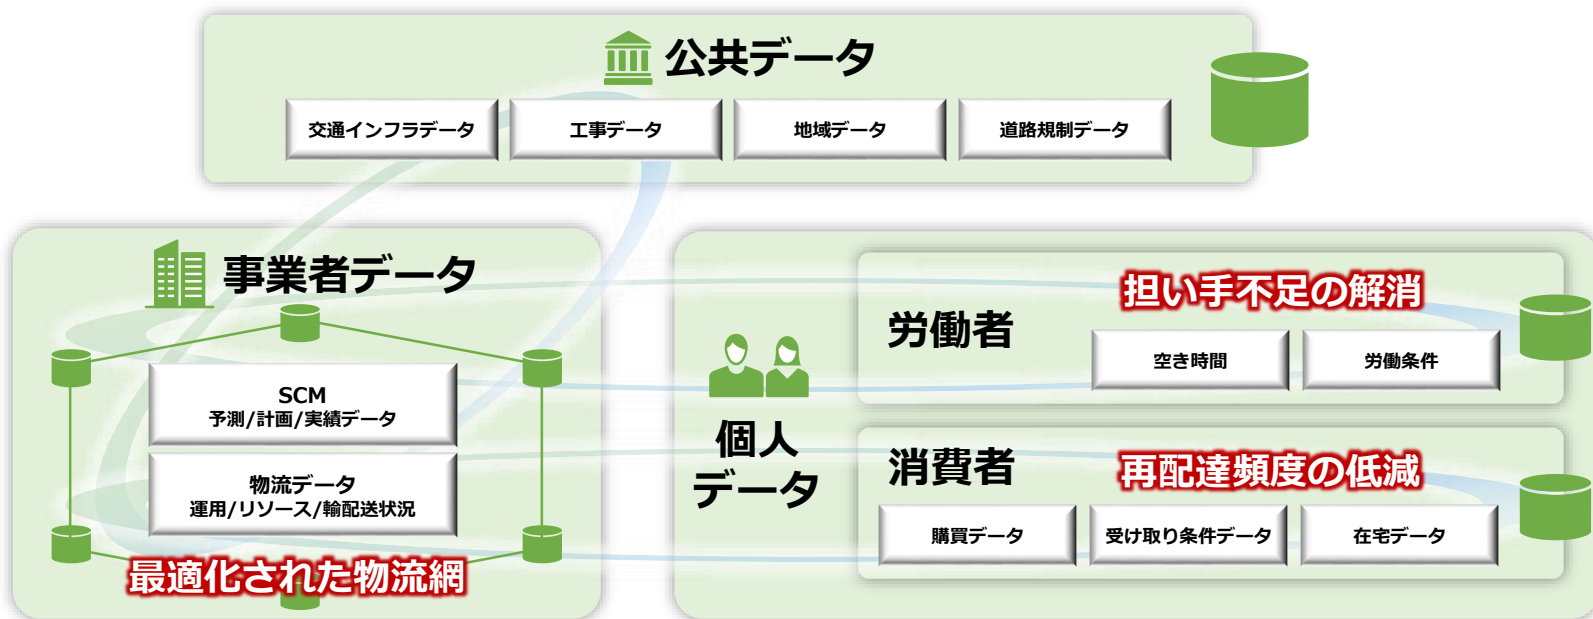 公共データ
交通インフラデータ
工事データ
地域データ
道路規制データ
事業者データ
SCM
予測/計画/実績データ
物流データ
運用/リソース/輸配送状況
最適化された物流網
個人
データ
労働者
担い手不足の解消
空き時間
労働条件
消費者
再配達頻度の低減
購買データ
受け取り条件データ
在宅データ